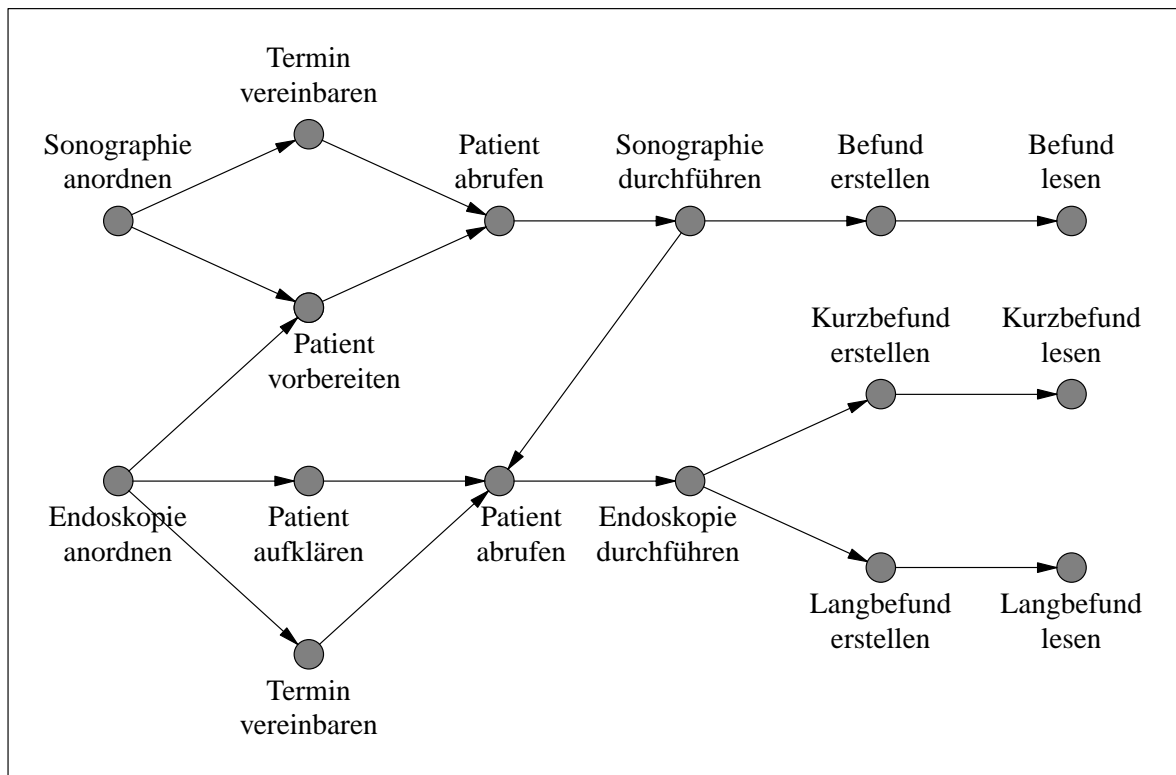 Termin
vereinbaren
Sonographie
anordnen
Patient
abrufen
Sonographie
durchführen
Befund
erstellen
Befund
lesen
Patient
vorbereiten
Kurzbefund
erstellen
Kurzbefund
lesen
Endoskopie
anordnen
Patient
aufklären
Patient
abrufen
Endoskopie
durchführen
Langbefund
erstellen
Langbefund
lesen
Termin
vereinbaren